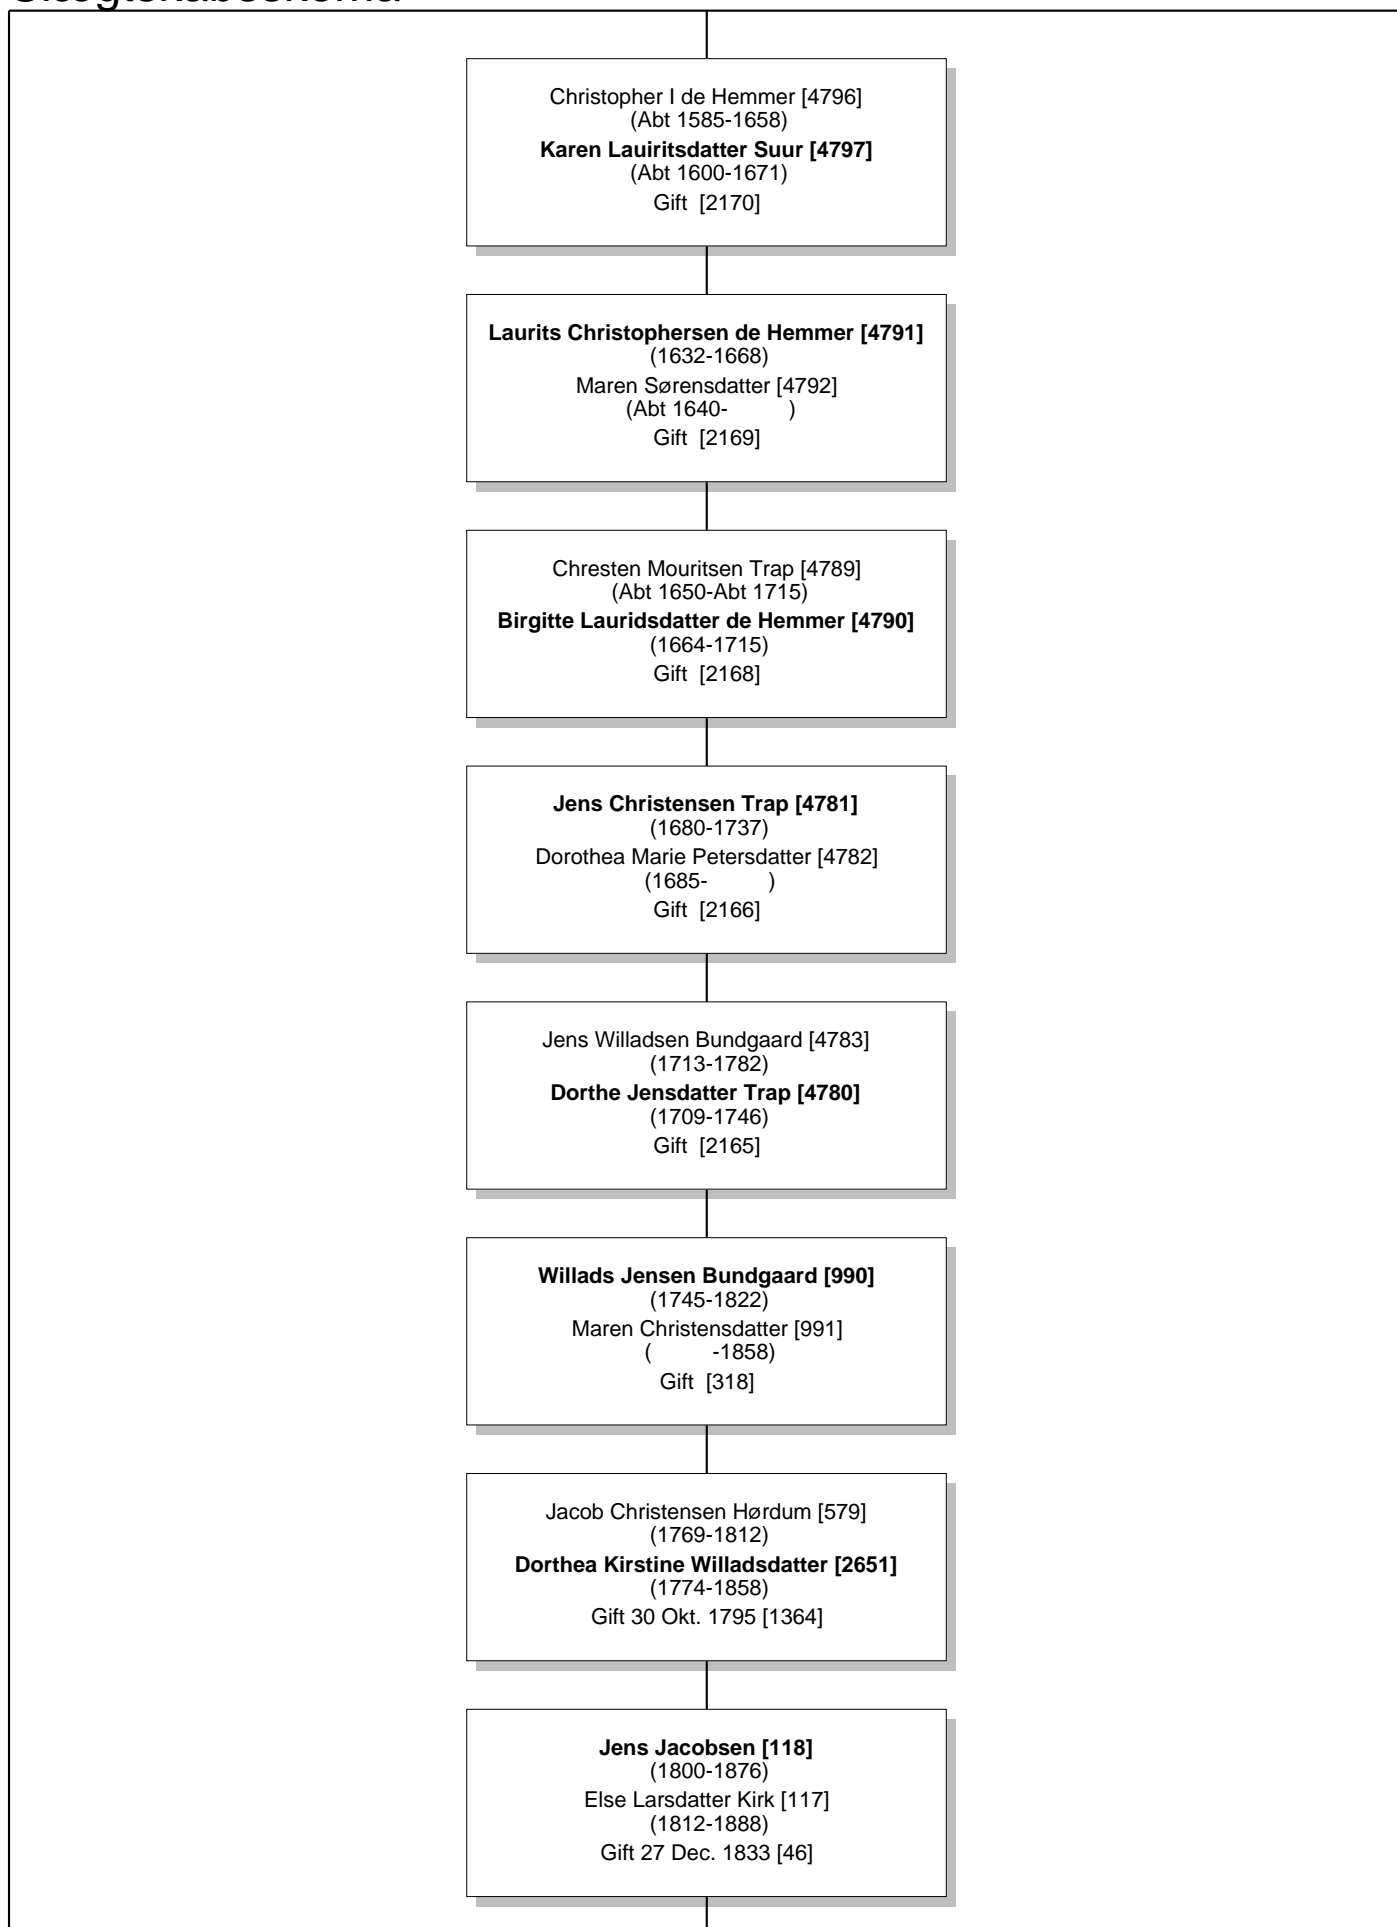 Christopher I de Hemmer [4796]
(Abt 1585-1658)
Karen Lauiritsdatter Suur [4797]
(Abt 1600-1671)
Gift [2170]
Laurits Christophersen de Hemmer [4791]
(1632-1668)
Maren Sørensdatter [4792]
(Abt 1640- )
Gift [2169]
Chresten Mouritsen Trap [4789]
(Abt 1650-Abt 1715)
Birgitte Lauridsdatter de Hemmer [4790]
(1664-1715)
Gift [2168]
Jens Christensen Trap [4781]
(1680-1737)
Dorothea Marie Petersdatter [4782]
(1685- )
Gift [2166]
Jens Willadsen Bundgaard [4783]
(1713-1782)
Dorthe Jensdatter Trap [4780]
(1709-1746)
Gift [2165]
Willads Jensen Bundgaard [990]
(1745-1822)
Maren Christensdatter [991]
( -1858)
Gift [318]
Jacob Christensen Hørdum [579]
(1769-1812)
Dorthea Kirstine Willadsdatter [2651]
(1774-1858)
Gift 30 Okt. 1795 [1364]
Jens Jacobsen [118]
(1800-1876)
Else Larsdatter Kirk [117]
(1812-1888)
Gift 27 Dec. 1833 [46]